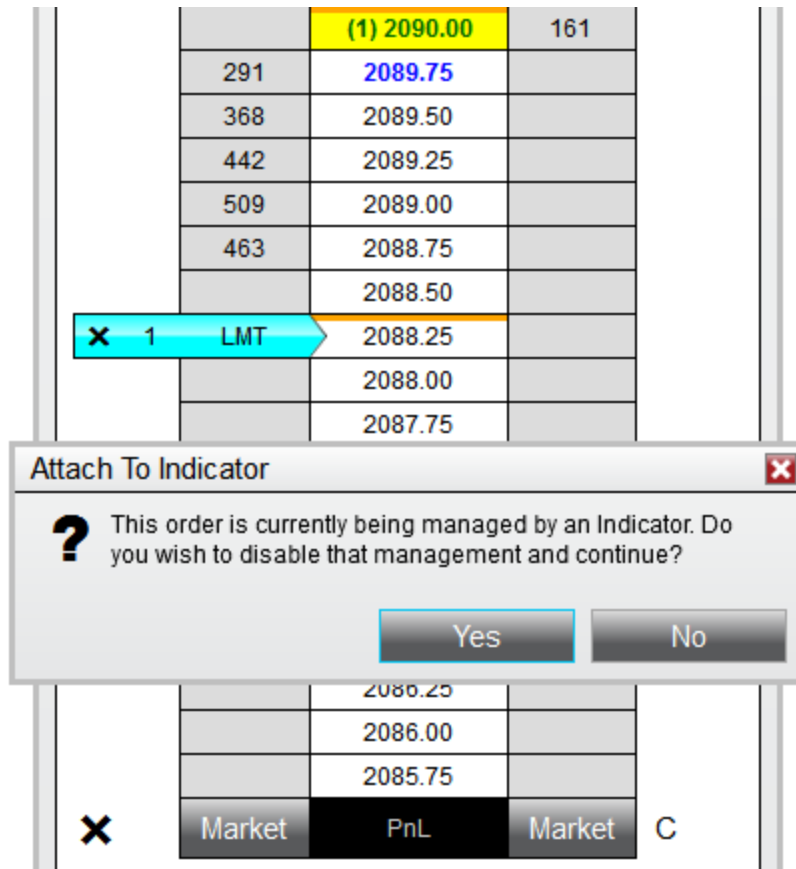 (1) 2090.00 161
291 2089.75
368 2089.50
442 2089.25
509 2089.00
463 2088.75
2088.50
1 LMT 2088.25
2088.00
2087.75
Attach To Indicator
? This order is currently being managed by an Indicator. Do
you wish to disable that management and continue?
Yes No
2086.25
2086.00
2085.75
Market PnL Market C